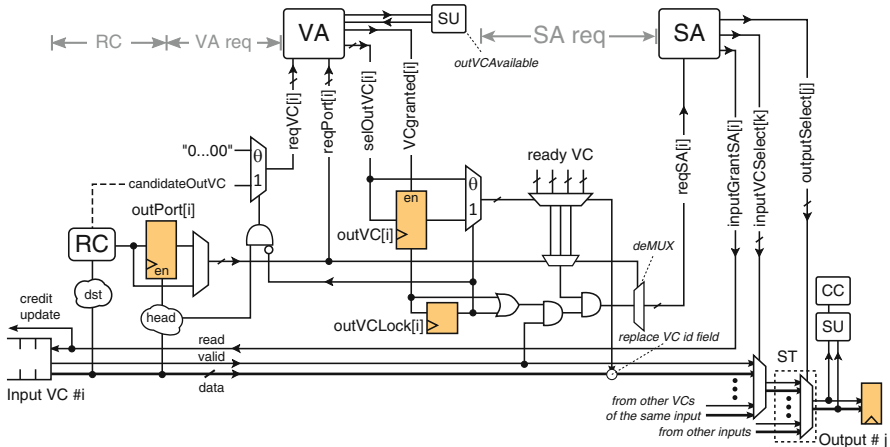 RC
VA req
VA
SU
outVCAvailable
SA req
SA
reqVC[i]
reqPort[i]
selOutVC[i]
VCgranted[i]
reqSA[i]
inputGrantSA[i]
inputVCSelect[k]
outputSelect[j]
"0...00"
0
1
candidateOutVC
ready VC
en
0
1
outPort[i]
RC
en
outVC[i]
deMUX
dst
head
outVCLock[i]
credit
update
read
valid
data
Input VC #i
replace VC id field
ST
CC
SU
from other VCs
of the same input
from other inputs
Output # j